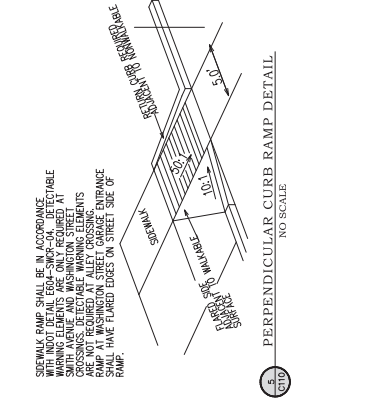 SIDEWALK RAMP SHALL BE IN ACCORDANCE
WITH INDOT DETAIL E604-SWCR-04. DETECTABLE
WARNING ELEMENTS ARE ONLY REQUIRED AT
SMITH AVENUE AND WASHINGTON STREET
CROSSINGS. DETECTABLE WARNING ELEMENTS
ARE NOT REQUIRED AT ALLEY CROSSING.
RAMP AT WASHINGTON STREET GARAGE ENTRANCE
SHALL HAVE FLARED EDGES ON STREET SIDE OF
RAMP.
RETURN CURB REQUIRED
ADJACENT TO NONWALKABLE
SIDEWALK
50:1
10:1
5.0'
FLARED SIDE
ADJACENT TO WALKABLE
SURFACE
5
C110
PERPENDICULAR CURB RAMP DETAIL
NO SCALE